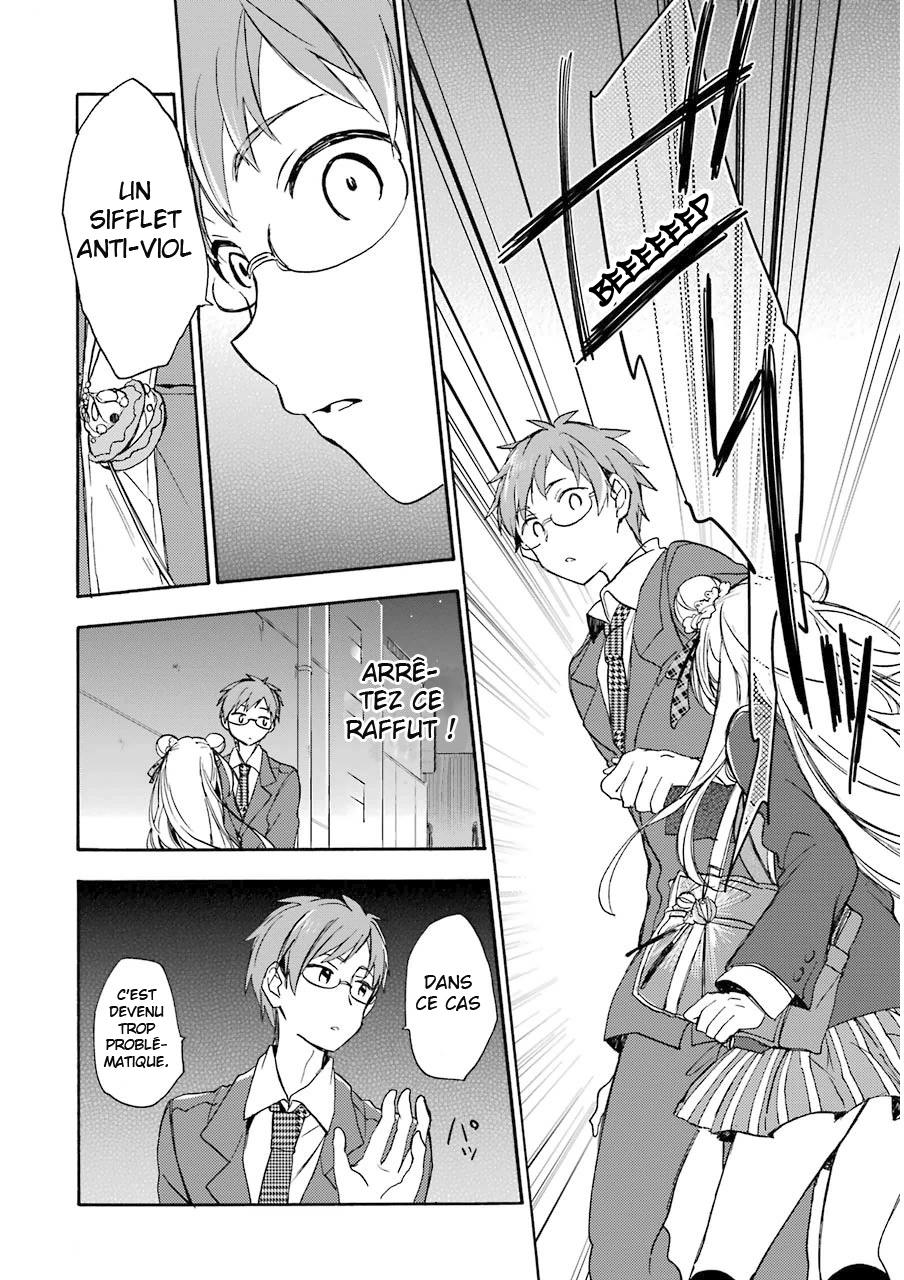 BEEEEEEP
UN
SIFFLET
ANTI-VIOL
ARRÊ-
TEZ CE
RAFFUT !
DANS
CE CAS
C'EST
DEVENU
TROP
PROBLÉ-
MATIQUE.
パッ